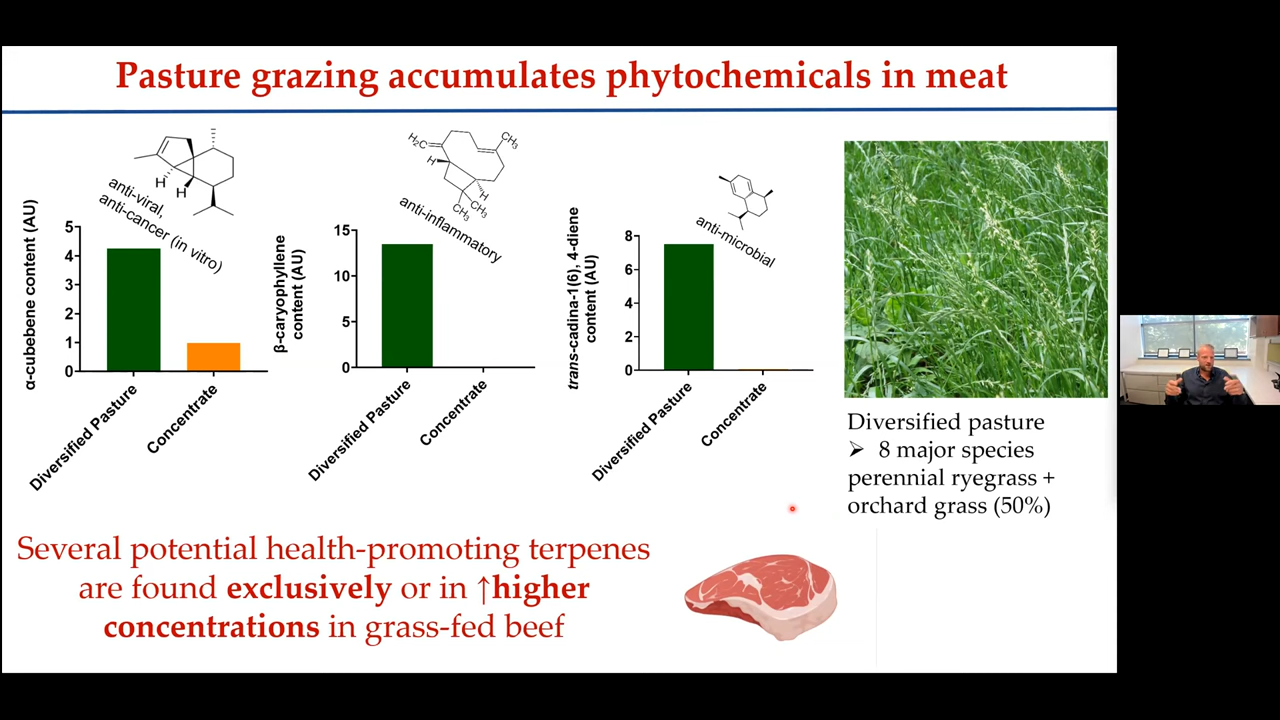 Pasture grazing accumulates phytochemicals in meat
α-cubebene content (AU)
5
4
3
2
1
0
anti-viral,
anti-cancer (in vitro)
H
H
Diversified Pasture
Concentrate
β-caryophyllene
content (AU)
15
10
5
0
H₂C
CH₃
H
H
CH₃
CH₃
anti-inflammatory
Diversified Pasture
Concentrate
trans-cadina-1(6), 4-diene
content (AU)
8
6
4
2
0
anti-microbial
Diversified Pasture
Concentrate
Diversified pasture
➢ 8 major species
perennial ryegrass +
orchard grass (50%)
Several potential health-promoting terpenes
are found exclusively or in ↑higher
concentrations in grass-fed beef